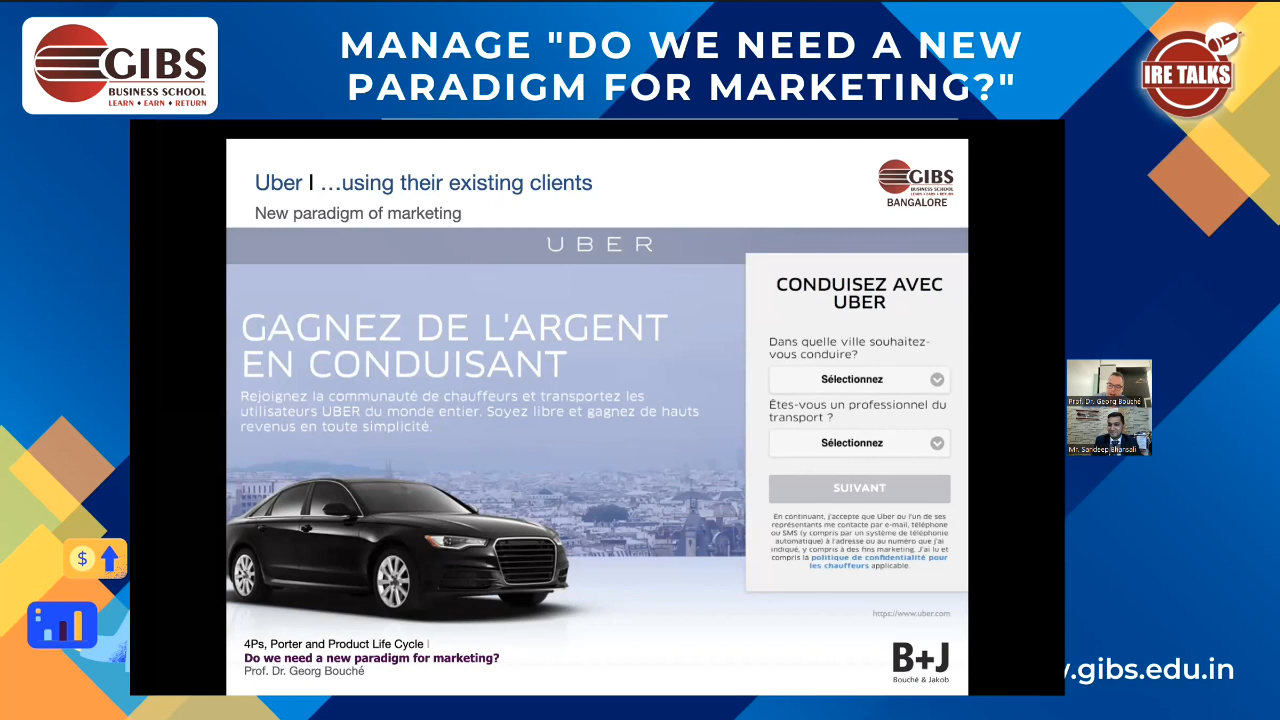 GIBS
BUSINESS SCHOOL
LEARN ♦ EARN ♦ RETURN
MANAGE "DO WE NEED A NEW
PARADIGM FOR MARKETING?"
IRE TALKS
Uber I …using their existing clients
New paradigm of marketing
GIBS
BUSINESS SCHOOL
LEARN ♦ EARN ♦ RETURN
BANGALORE
UBER
GAGNEZ DE L'ARGENT
EN CONDUISANT
Rejoignez la communauté de chauffeurs et transportez les
utilisateurs UBER du monde entier. Soyez libre et gagnez de hauts
revenus en toute simplicité.
CONDUISEZ AVEC
UBER
Dans quelle ville souhaitez-
vous conduire?
Sélectionnez
Êtes-vous un professionnel du
transport ?
Sélectionnez
SUIVANT
En continuant, j'accepte que Uber ou l'un de ses
représentants me contacte par e-mail, téléphone
ou SMS (y compris par un système de téléphonie
automatique) à l'adresse ou au numéro que j'ai
indiqué, y compris à des fins marketing. J'ai lu et
compris la politique de confidentialité pour
les chauffeurs applicable.
https://www.uber.com
4Ps, Porter and Product Life Cycle |
Do we need a new paradigm for marketing?
Prof. Dr. Georg Bouché
B+J
Bouché & Jakob
Prof. Dr. Georg Bouché
Mr. Sandeep Bhansali
$
.gibs.edu.in